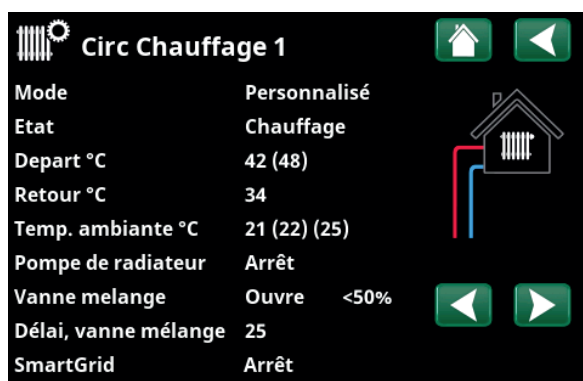 Circ Chauffage 1
Mode Personnalisé
Etat Chauffage
Depart °C 42 (48)
Retour °C 34
Temp. ambiante °C 21 (22) (25)
Pompe de radiateur Arrêt
Vanne melange Ouvre <50%
Délai, vanne mélange 25
SmartGrid Arrêt